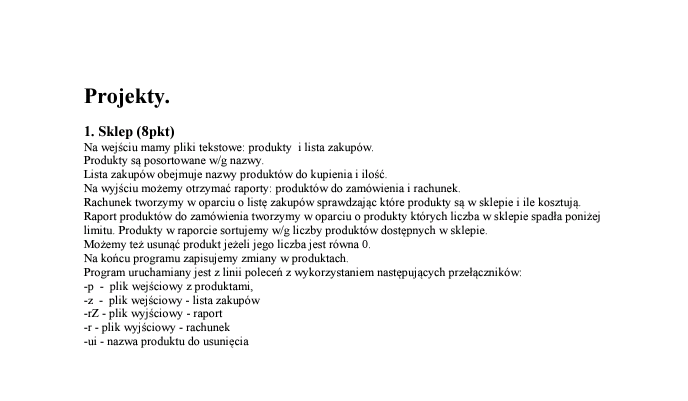 Projekty.
1. Sklep (8pkt)
Na wejściu mamy pliki tekstowe: produkty  i lista zakupów.
Produkty są posortowane w/g nazwy.
Lista zakupów obejmuje nazwy produktów do kupienia i ilość.
Na wyjściu możemy otrzymać raporty: produktów do zamówienia i rachunek.
Rachunek tworzymy w oparciu o listę zakupów sprawdzając które produkty są w sklepie i ile kosztują.
Raport produktów do zamówienia tworzymy w oparciu o produkty których liczba w sklepie spadła poniżej
limitu. Produkty w raporcie sortujemy w/g liczby produktów dostępnych w sklepie.
Możemy też usunąć produkt jeżeli jego liczba jest równa 0.
Na końcu programu zapisujemy zmiany w produktach.
Program uruchamiany jest z linii poleceń z wykorzystaniem następujących przełączników:
-p  -  plik wejściowy z produktami,
-z  -  plik wejściowy - lista zakupów
-rZ - plik wyjściowy - raport
-r - plik wyjściowy - rachunek
-ui - nazwa produktu do usunięcia